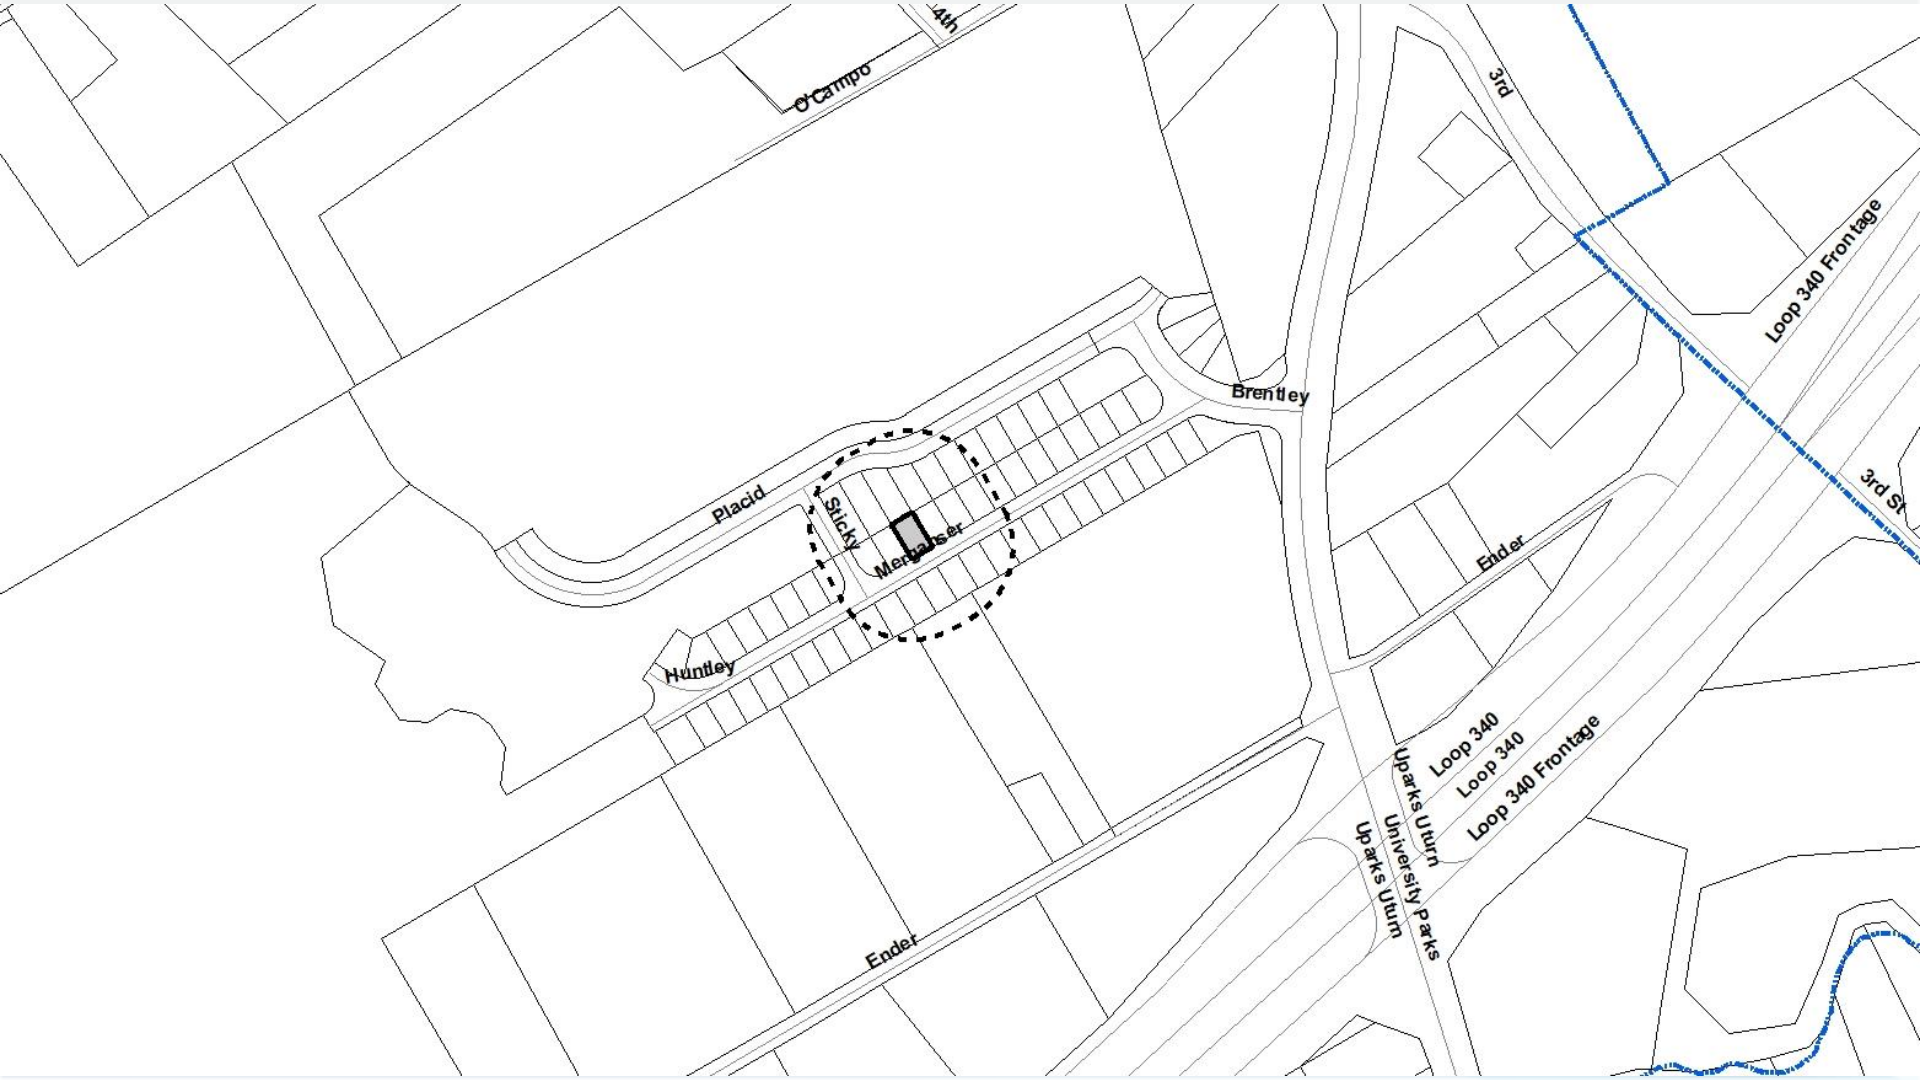 4th
O'Campo
3rd
Loop 340 Frontage
Brentley
Placid
Sticky
Merganser
3rd St
Ender
Huntley
Loop 340
Loop 340
Loop 340 Frontage
Uparks Uturn
University Parks
Uparks Uturn
Ender